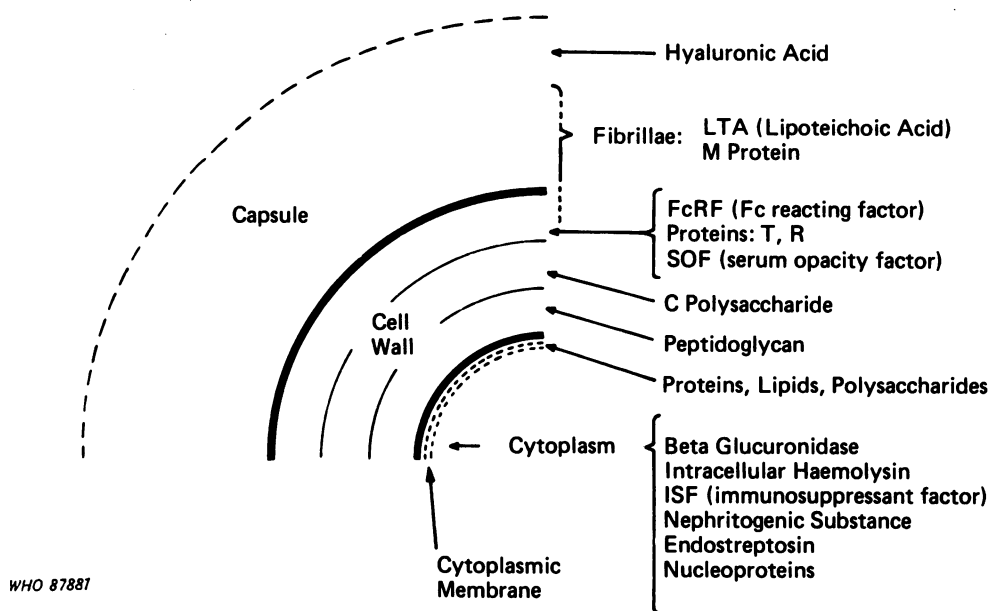 Hyaluronic Acid
Fibrillae: LTA (Lipoteichoic Acid)
M Protein
Capsule
FcRF (Fc reacting factor)
Proteins: T, R
SOF (serum opacity factor)
C Polysaccharide
Cell
Wall
Peptidoglycan
Proteins, Lipids, Polysaccharides
Cytoplasm
Beta Glucuronidase
Intracellular Haemolysin
ISF (immunosuppressant factor)
Nephritogenic Substance
Endostreptosin
Nucleoproteins
Cytoplasmic
Membrane
WHO 87881